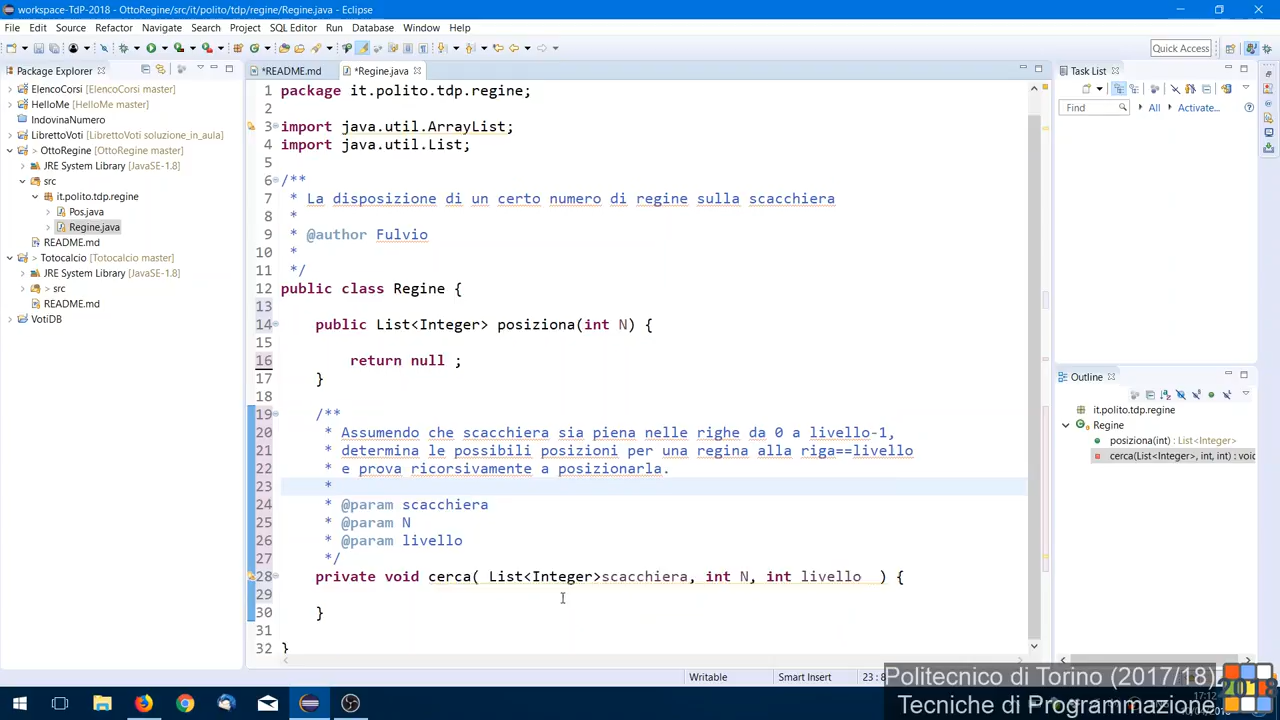 workspace-TdP-2018 - OttoRegine/src/it/polito/tdp/regine/Regine.java - Eclipse
File Edit Source Refactor Navigate Search Project SQL Editor Run Database Window Help
Quick Access
Package Explorer
*README.md
*Regine.java
Task List
Find
All
Activate...
ElencoCorsi [ElencoCorsi master]
HelloMe [HelloMe master]
IndovinaNumero
LibrettoVoti [LibrettoVoti soluzione_in_aula]
> OttoRegine [OttoRegine master]
JRE System Library [JavaSE-1.8]
src
it.polito.tdp.regine
Pos.java
Regine.java
README.md
> Totocalcio [Totocalcio master]
JRE System Library [JavaSE-1.8]
> src
README.md
VotiDB
1 package it.polito.tdp.regine;
2
3 import java.util.ArrayList;
4 import java.util.List;
5
6 /**
7 * La disposizione di un certo numero di regine sulla scacchiera
8 *
9 * @author Fulvio
10 *
11 */
12 public class Regine {
13
14 public List<Integer> posiziona(int N) {
15
16 return null ;
17 }
18
19 /**
20 * Assumendo che scacchiera sia piena nelle righe da 0 a livello-1,
21 * determina le possibili posizioni per una regina alla riga==livello
22 * e prova ricorsivamente a posizionarla.
23 *
24 * @param scacchiera
25 * @param N
26 * @param livello
27 */
28 private void cerca( List<Integer>scacchiera, int N, int livello ) {
29
30 }
31
32 }
Outline
it.polito.tdp.regine
Regine
posiziona(int) : List<Integer>
cerca(List<Integer>, int, int) : void
Writable
Smart Insert
Politecnico di Torino (2017/18)
Tecniche di Programmazione
2018
17:12